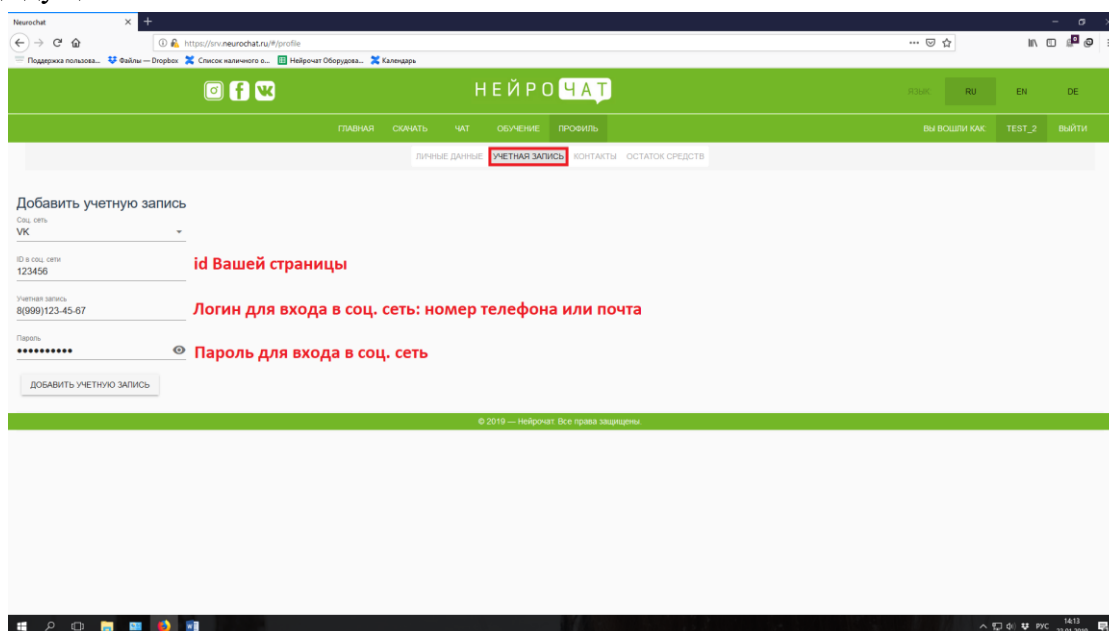 Neurochat
https://srv.neurochat.ru/#/profile
Поддержка пользова... Файлы — Dropbox Список наличного о... Нейрочат Оборудова... Календарь
НЕЙРОЧАТ
ЯЗЫК: RU EN DE
ГЛАВНАЯ СКАЧАТЬ ЧАТ ОБУЧЕНИЕ ПРОФИЛЬ
ВЫ ВОШЛИ КАК: TEST_2 ВЫЙТИ
ЛИЧНЫЕ ДАННЫЕ УЧЕТНАЯ ЗАПИСЬ КОНТАКТЫ ОСТАТОК СРЕДСТВ
Добавить учетную запись
Соц. сеть
VK
ID в соц. сети
123456
id Вашей страницы
Учетная запись
8(999)123-45-67
Логин для входа в соц. сеть: номер телефона или почта
Пароль
Пароль для входа в соц. сеть
ДОБАВИТЬ УЧЕТНУЮ ЗАПИСЬ
© 2019 — Нейрочат. Все права защищены.
РУС
14:13